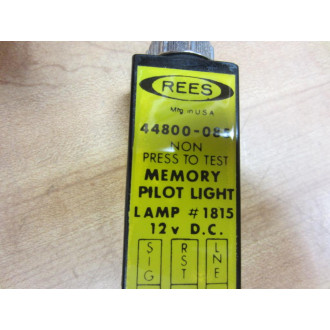 REES
Mfg. in U.S.A
NON
PRESS TO TEST
MEMORY
PILOT LIGHT
LAMP #1815
12v D.C.
SIG RST LNE